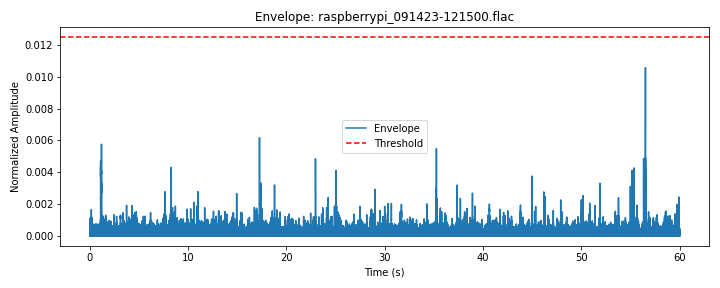 Envelope: raspberrypi_091423-121500.flac
Normalized Amplitude
0.012
0.010
0.008
0.006
0.004
0.002
0.000
Envelope
Threshold
0 10 20 30 40 50 60
Time (s)